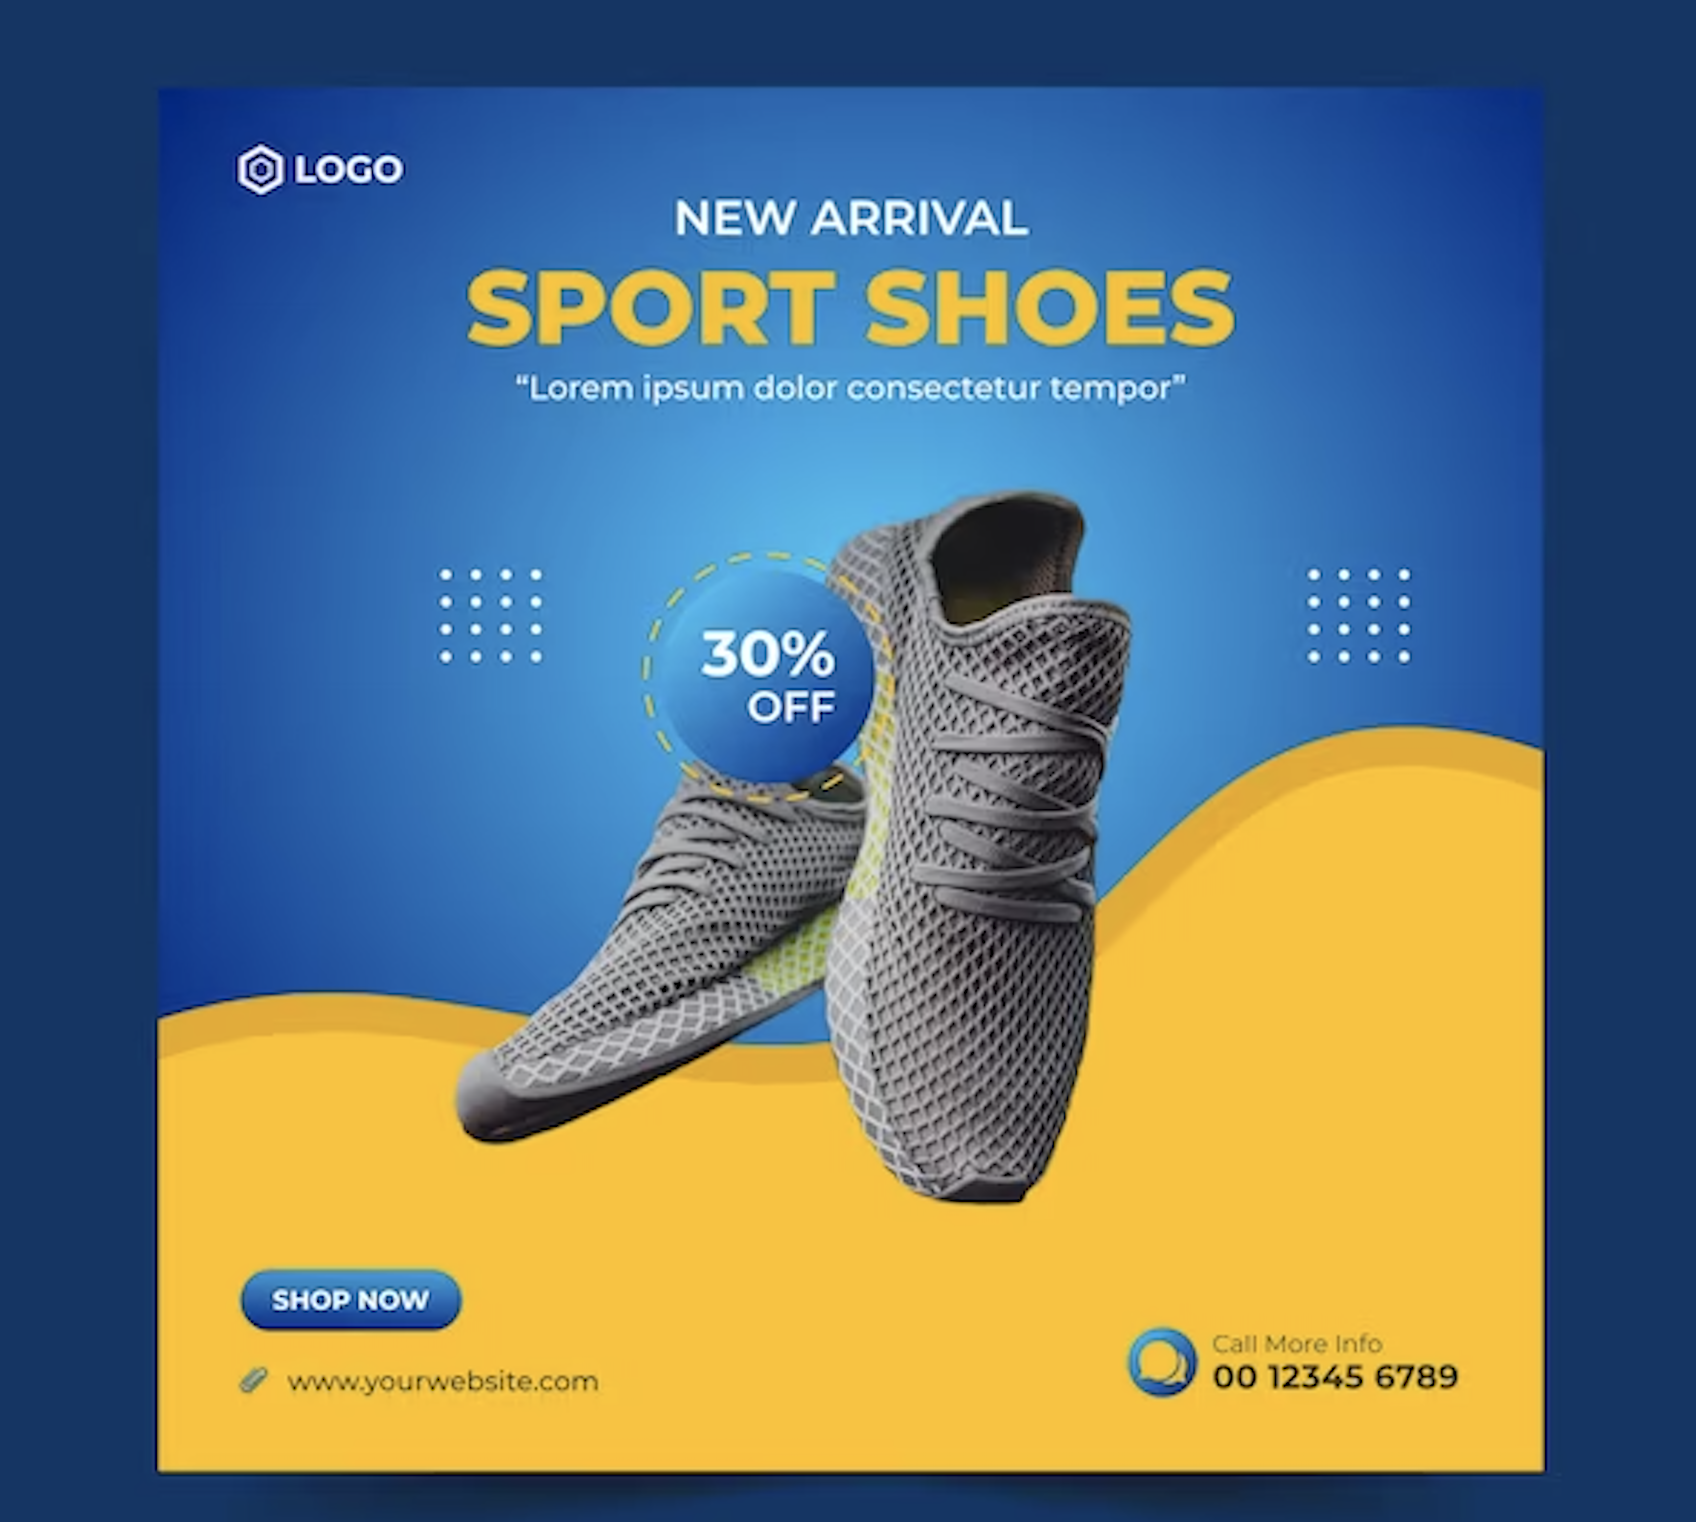 LOGO
NEW ARRIVAL
SPORT SHOES
“Lorem ipsum dolor consectetur tempor”
30%
OFF
SHOP NOW
www.yourwebsite.com
Call More Info
00 12345 6789